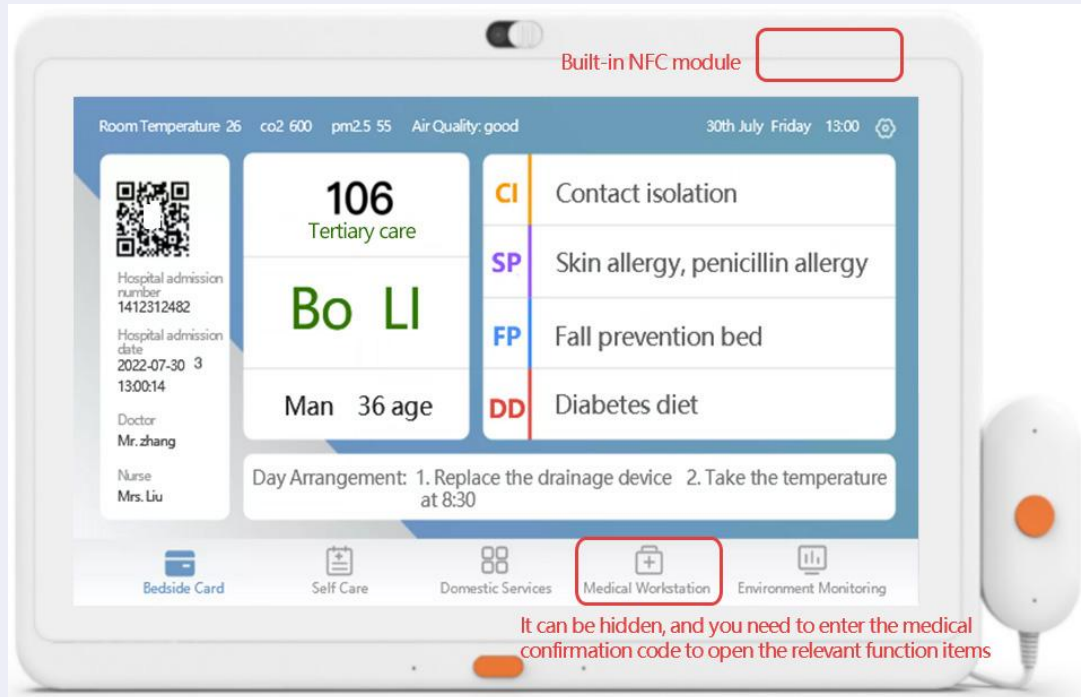 Built-in NFC module
Room Temperature 26 co2 600 pm2.5 55 Air Quality: good 30th July Friday 13:00
Hospital admission
number
1412312482
Hospital admission
date
2022-07-30 3
13:00:14
Doctor
Mr. zhang
Nurse
Mrs. Liu
106
Tertiary care
Bo LI
Man 36 age
CI Contact isolation
SP Skin allergy, penicillin allergy
FP Fall prevention bed
DD Diabetes diet
Day Arrangement: 1. Replace the drainage device 2. Take the temperature
at 8:30
Bedside Card Self Care Domestic Services Medical Workstation Environment Monitoring
It can be hidden, and you need to enter the medical
confirmation code to open the relevant function items